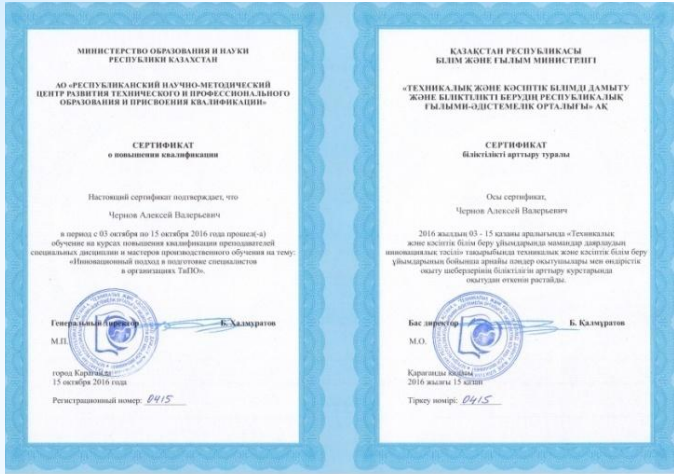 МИНИСТЕРСТВО ОБРАЗОВАНИЯ И НАУКИ
РЕСПУБЛИКИ КАЗАХСТАН
АО «РЕСПУБЛИКАНСКИЙ НАУЧНО-МЕТОДИЧЕСКИЙ
ЦЕНТР РАЗВИТИЯ ТЕХНИЧЕСКОГО И ПРОФЕССИОНАЛЬНОГО
ОБРАЗОВАНИЯ И ПРИСВОЕНИЯ КВАЛИФИКАЦИИ»
СЕРТИФИКАТ
о повышении квалификации
Настоящий сертификат подтверждает, что
Чернов Алексей Валерьевич
в период с 03 октября по 15 октября 2016 года прошел(-а)
обучение на курсах повышения квалификации преподавателей
специальных дисциплин и мастеров производственного обучения на тему:
«Инновационный подход в подготовке специалистов
в организациях ТиПО».
Генеральный директор Б. Халмуратов
М.П.
город Караганда
15 октября 2016 года
Регистрационный номер: 0415
ҚАЗАҚСТАН РЕСПУБЛИКАСЫ
БІЛІМ ЖӘНЕ ҒЫЛЫМ МИНИСТРЛІГІ
«ТЕХНИКАЛЫҚ ЖӘНЕ КӘСІПТІК БІЛІМДІ ДАМЫТУ
ЖӘНЕ БІЛІКТІЛІКТІ БЕРУДІҢ РЕСПУБЛИКАЛЫҚ
ҒЫЛЫМИ-ӘДІСТЕМЕЛІК ОРТАЛЫҒЫ» АҚ
СЕРТИФИКАТ
біліктілікті арттыру туралы
Осы сертификат,
Чернов Алексей Валерьевич
2016 жылдың 03 - 15 қазаны аралығында «Техникалық
және кәсіптік білім беру ұйымдарында мамандар даярлаудың
инновациялық тәсілі» тақырыбында техникалық және кәсіптік білім беру
ұйымдарының бойынша арнайы пәндер оқытушылары мен өндірістік
оқыту шеберлерінің біліктілігін арттыру курстарында
оқытудан өткенін растайды.
Бас директор Б. Қалмұратов
М.О.
Қарағанды қаласы
2016 жылғы 15 қазан
Тіркеу нөмірі: 0415